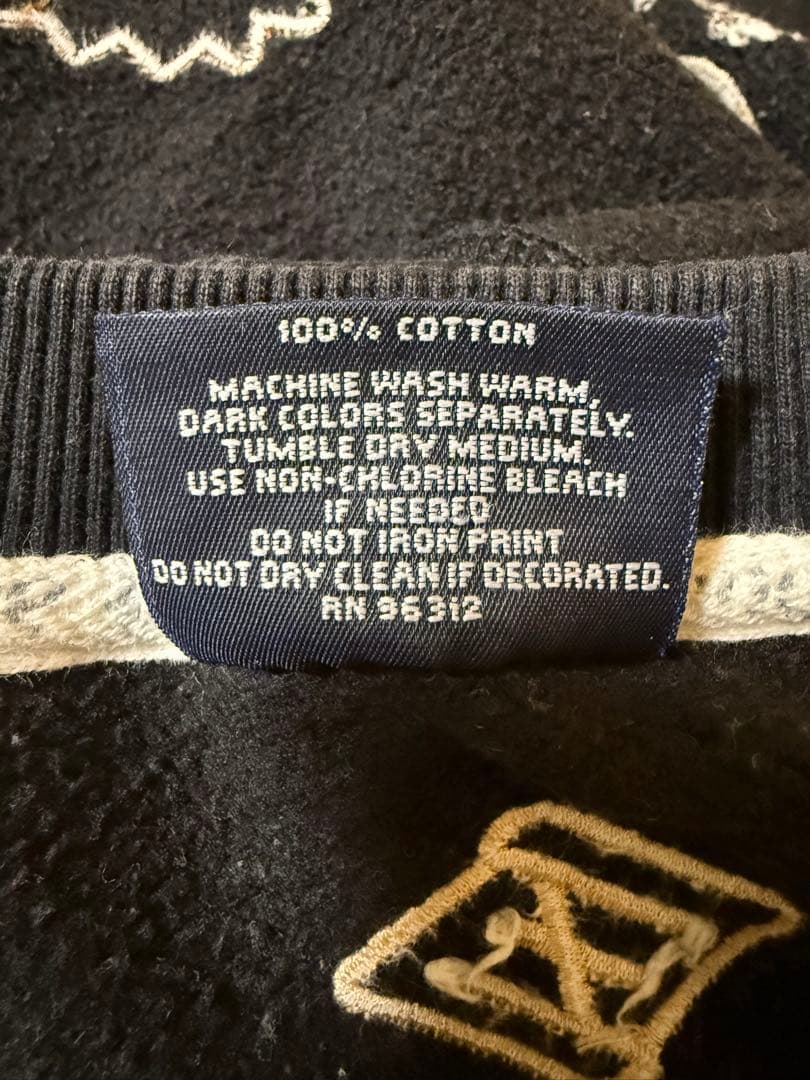 100% COTTON
MACHINE WASH WARM,
DARK COLORS SEPARATELY.
TUMBLE DRY MEDIUM.
USE NON-CHLORINE BLEACH
IF NEEDED
DO NOT IRON PRINT
DO NOT DRY CLEAN IF DECORATED.
RN 96312